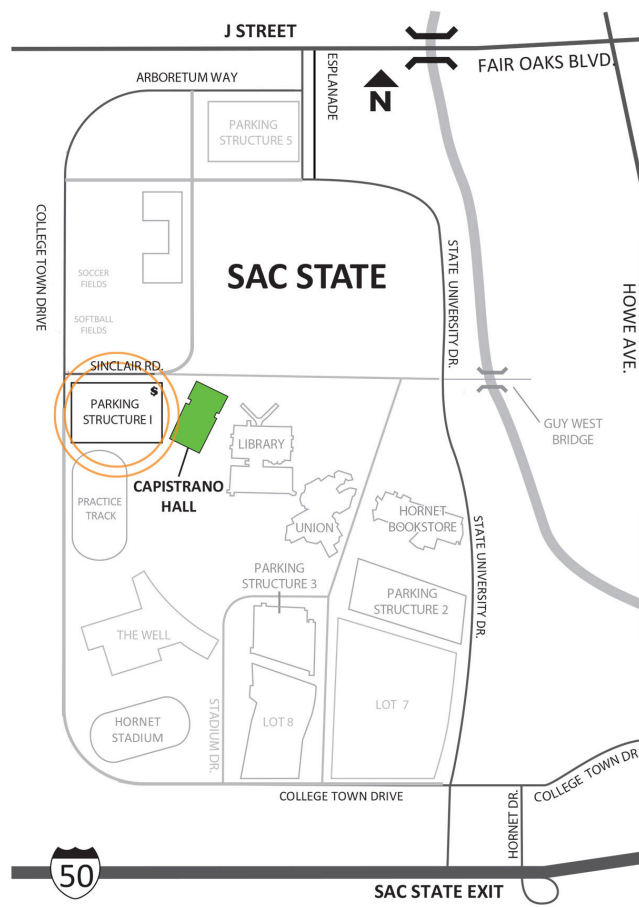 J STREET
FAIR OAKS BLVD.
ARBORETUM WAY
ESPLANADE
N
PARKING
STRUCTURE 5
COLLEGE TOWN DRIVE
SAC STATE
STATE UNIVERSITY DR.
HOWE AVE.
SOCCER
FIELDS
SOFTBALL
FIELDS
SINCLAIR RD.
$
PARKING
STRUCTURE I
GUY WEST
BRIDGE
LIBRARY
CAPISTRANO
HALL
PRACTICE
TRACK
UNION
HORNET
BOOKSTORE
STATE UNIVERSITY DR.
PARKING
STRUCTURE 3
PARKING
STRUCTURE 2
THE WELL
STADIUM DR.
HORNET
STADIUM
LOT 8
LOT 7
COLLEGE TOWN DRIVE
HORNET DR.
COLLEGE TOWN DR
50
SAC STATE EXIT